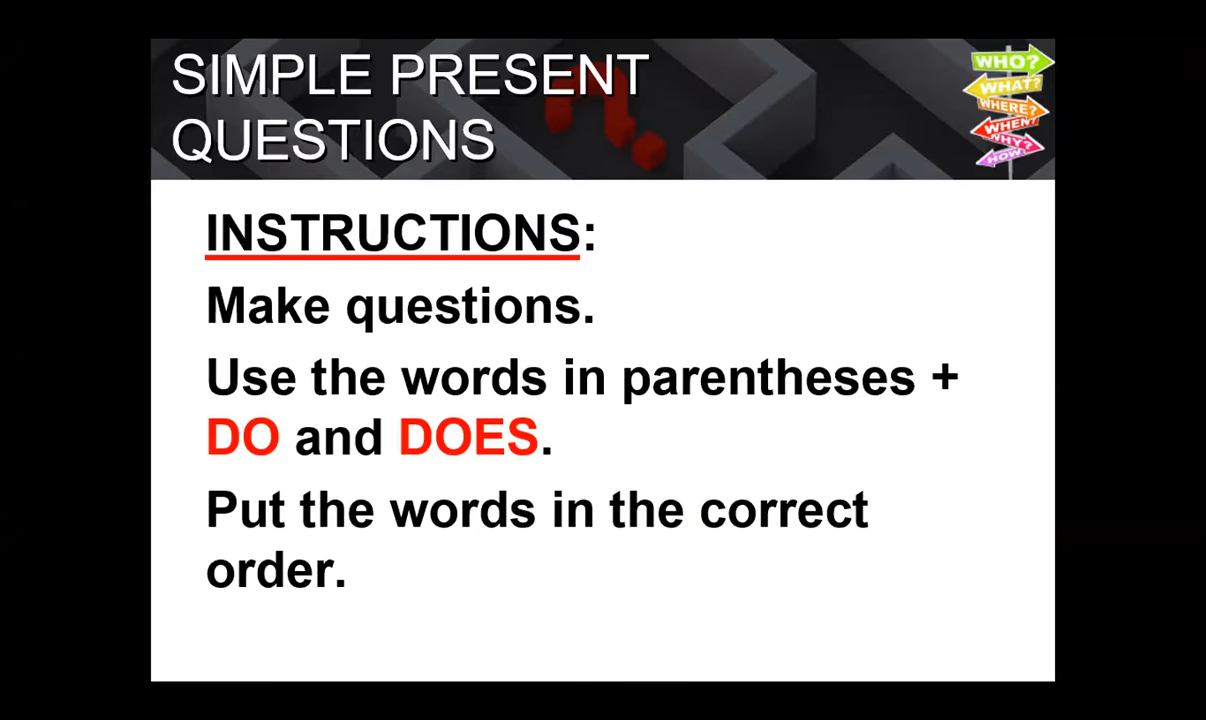 SIMPLE PRESENT
QUESTIONS
WHO?
WHAT?
WHERE?
WHEN?
WHY?
HOW
INSTRUCTIONS:
Make questions.
Use the words in parentheses +
DO and DOES.
Put the words in the correct
order.